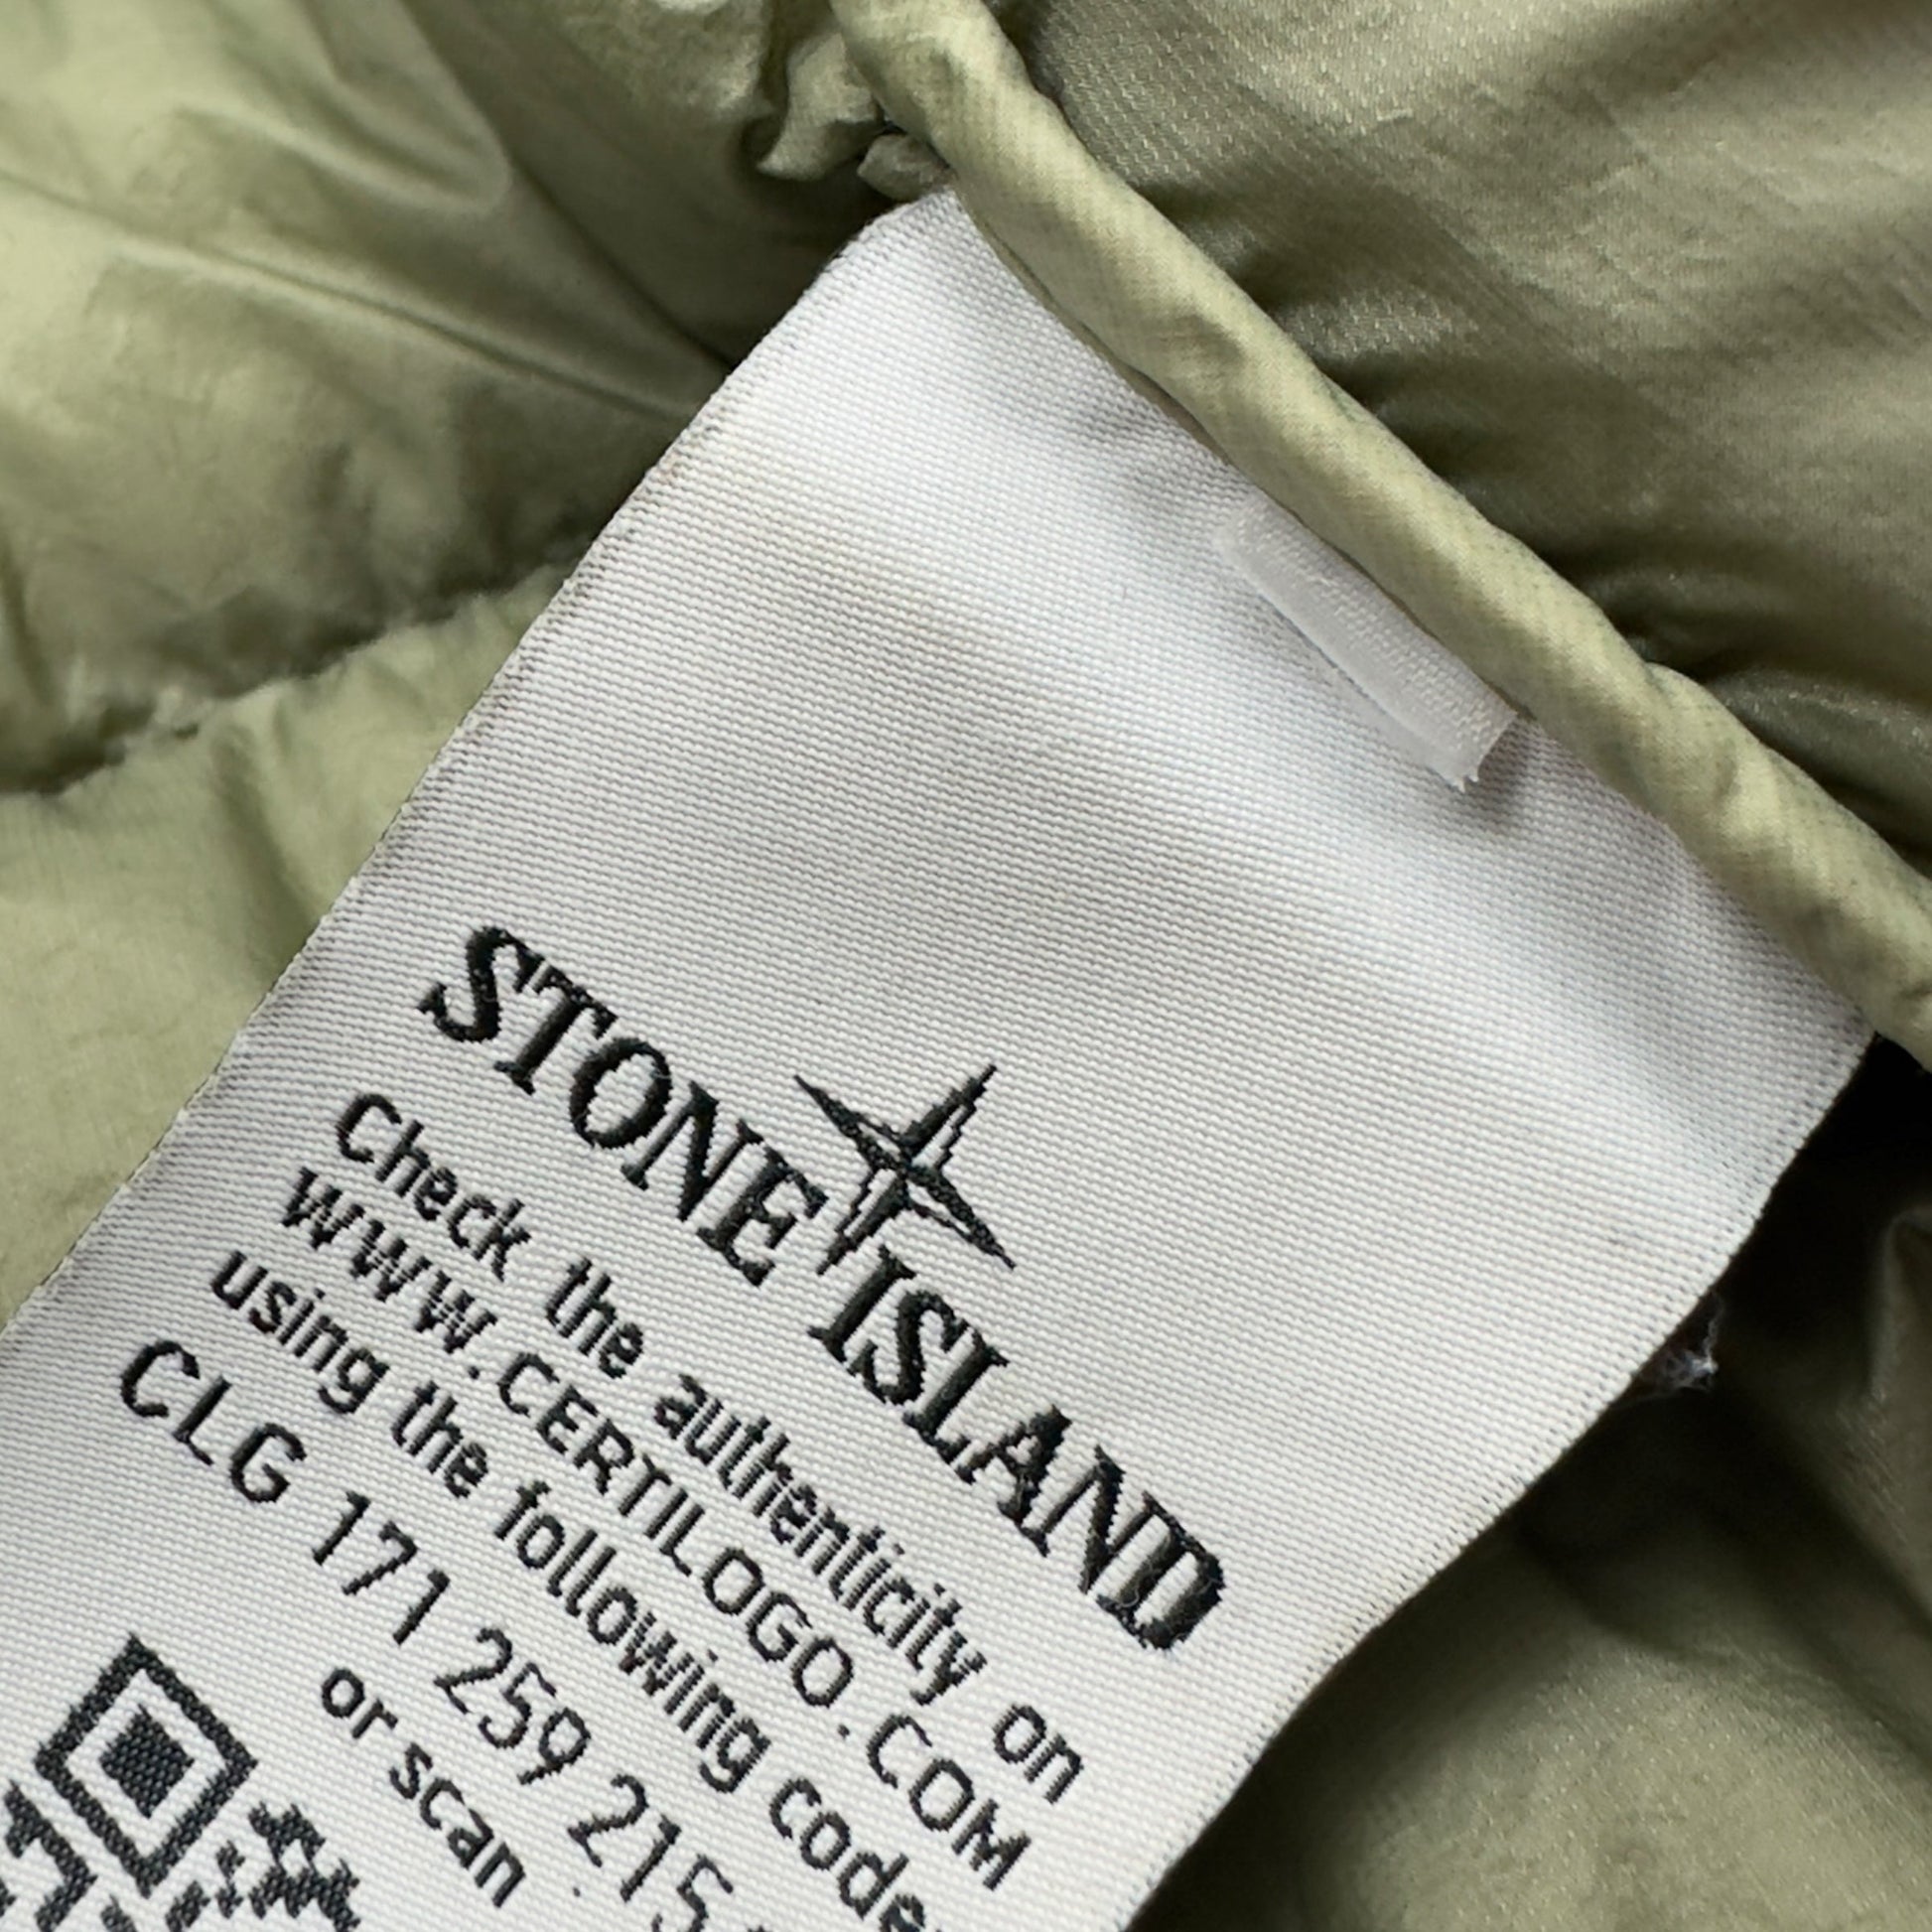 STONE ISLAND
Check the authenticity on
WWW.CERTILOGO.COM
using the following code
CLG 171 259 215
or scan